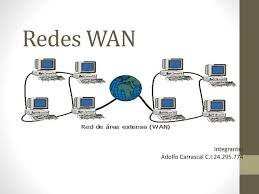 Redes WAN
Red de área extensa (WAN)
Integrante:
Adolfo Carrascal C.I:24.295.774